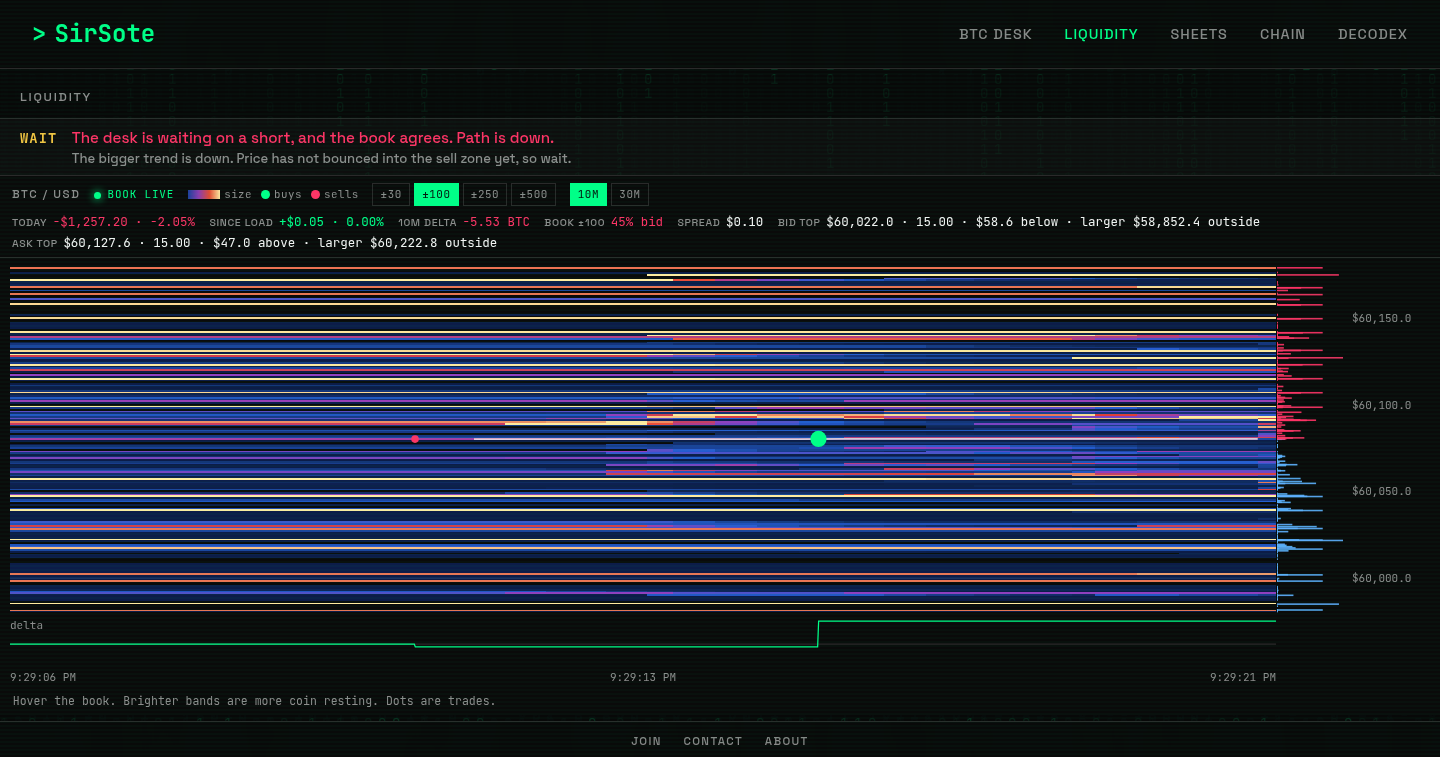 > SirSote
BTC DESK LIQUIDITY SHEETS CHAIN DECODEX
LIQUIDITY
WAIT The desk is waiting on a short, and the book agrees. Path is down.
The bigger trend is down. Price has not bounced into the sell zone yet, so wait.
BTC / USD BOOK LIVE size buys sells ±30 ±100 ±250 ±500 10M 30M
TODAY -$1,257.20 · -2.05% SINCE LOAD +$0.05 · 0.00% 10M DELTA -5.53 BTC BOOK ±100 45% bid SPREAD $0.10 BID TOP $60,022.0 · 15.00 · $58.6 below · larger $58,852.4 outside
ASK TOP $60,127.6 · 15.00 · $47.0 above · larger $60,222.8 outside
$60,150.0
$60,100.0
$60,050.0
$60,000.0
delta
9:29:06 PM 9:29:13 PM 9:29:21 PM
Hover the book. Brighter bands are more coin resting. Dots are trades.
JOIN CONTACT ABOUT